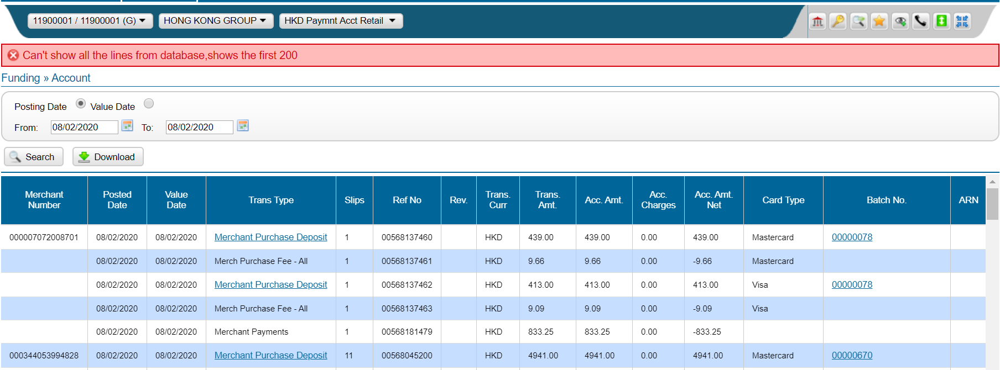 11900001 / 11900001 (G) HONG KONG GROUP HKD Paymnt Acct Retail
Can't show all the lines from database,shows the first 200
Funding » Account
Posting Date Value Date
From: 08/02/2020 To: 08/02/2020
Search Download
Merchant Number Posted Date Value Date Trans Type Slips Ref No Rev. Trans. Curr Trans. Amt. Acc. Amt. Acc. Charges Acc. Amt. Net Card Type Batch No. ARN
000007072008701 08/02/2020 08/02/2020 Merchant Purchase Deposit 1 00568137460 HKD 439.00 439.00 0.00 439.00 Mastercard 00000078
08/02/2020 08/02/2020 Merch Purchase Fee - All 1 00568137461 HKD 9.66 9.66 0.00 -9.66 Mastercard
08/02/2020 08/02/2020 Merchant Purchase Deposit 1 00568137462 HKD 413.00 413.00 0.00 413.00 Visa 00000078
08/02/2020 08/02/2020 Merch Purchase Fee - All 1 00568137463 HKD 9.09 9.09 0.00 -9.09 Visa
08/02/2020 08/02/2020 Merchant Payments 1 00568181479 HKD 833.25 833.25 0.00 -833.25
000344053994828 08/02/2020 08/02/2020 Merchant Purchase Deposit 11 00568045200 HKD 4941.00 4941.00 0.00 4941.00 Mastercard 00000670